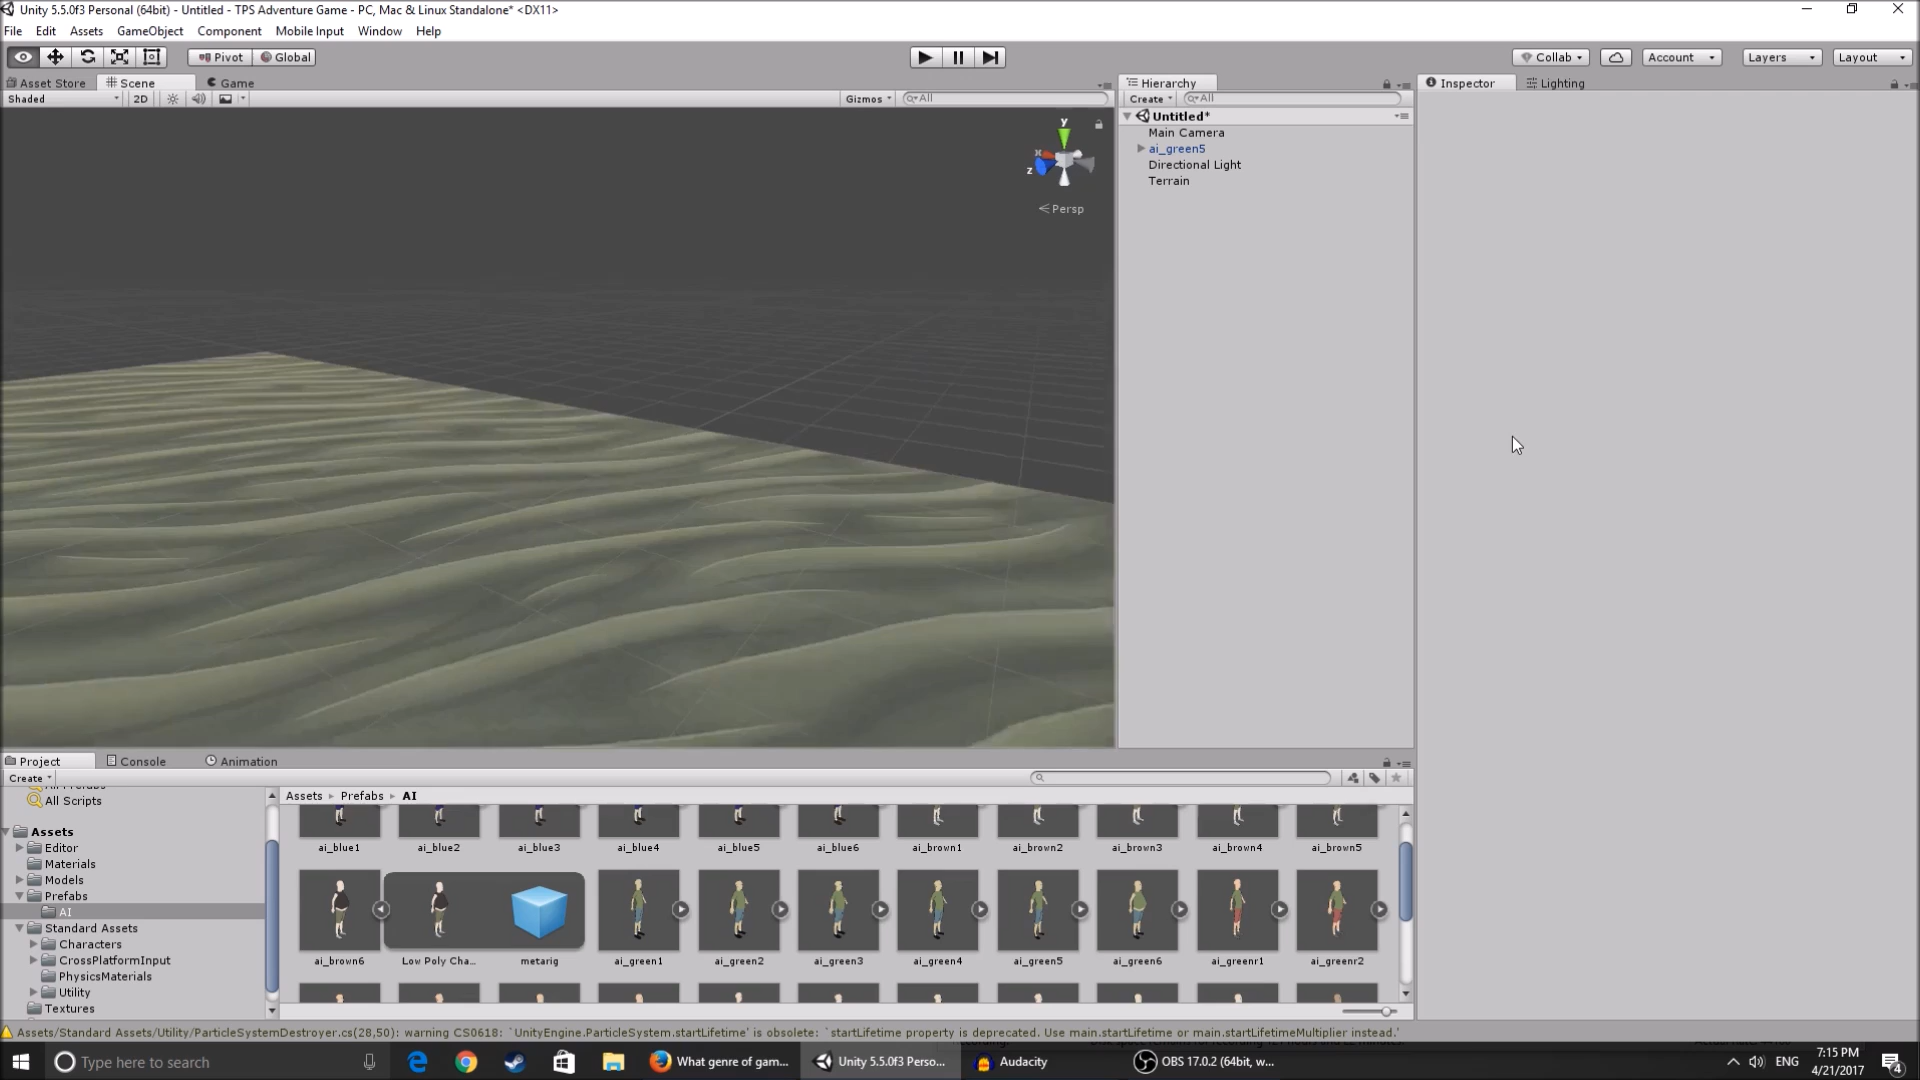 Unity 5.5.0f3 Personal (64bit) - Untitled - TPS Adventure Game - PC, Mac & Linux Standalone* <DX11>
File Edit Assets GameObject Component Mobile Input Window Help
Pivot Global Collab Account Layers Layout
Asset Store Scene Game Hierarchy Inspector Lighting
Shaded 2D Gizmos All Create All
Untitled*
Main Camera
ai_green5
Directional Light
Terrain
y
x
z
Persp
Project Console Animation
Create
All Prefabs
All Scripts
Assets
Editor
Materials
Models
Prefabs
AI
Standard Assets
Characters
CrossPlatformInput
PhysicsMaterials
Utility
Textures
Assets Prefabs AI
ai_blue1 ai_blue2 ai_blue3 ai_blue4 ai_blue5 ai_blue6 ai_brown1 ai_brown2 ai_brown3 ai_brown4 ai_brown5
ai_brown6 Low Poly Cha... metarig ai_green1 ai_green2 ai_green3 ai_green4 ai_green5 ai_green6 ai_greenr1 ai_greenr2
Assets/Standard Assets/Utility/ParticleSystemDestroyer.cs(28,50): warning CS0618: `UnityEngine.ParticleSystem.startLifetime' is obsolete: `startLifetime property is deprecated. Use main.startLifetime or main.startLifetimeMultiplier instead.'
Type here to search What genre of gam... Unity 5.5.0f3 Perso... Audacity OBS 17.0.2 (64bit, w... ENG 7:15 PM
4/21/2017
4